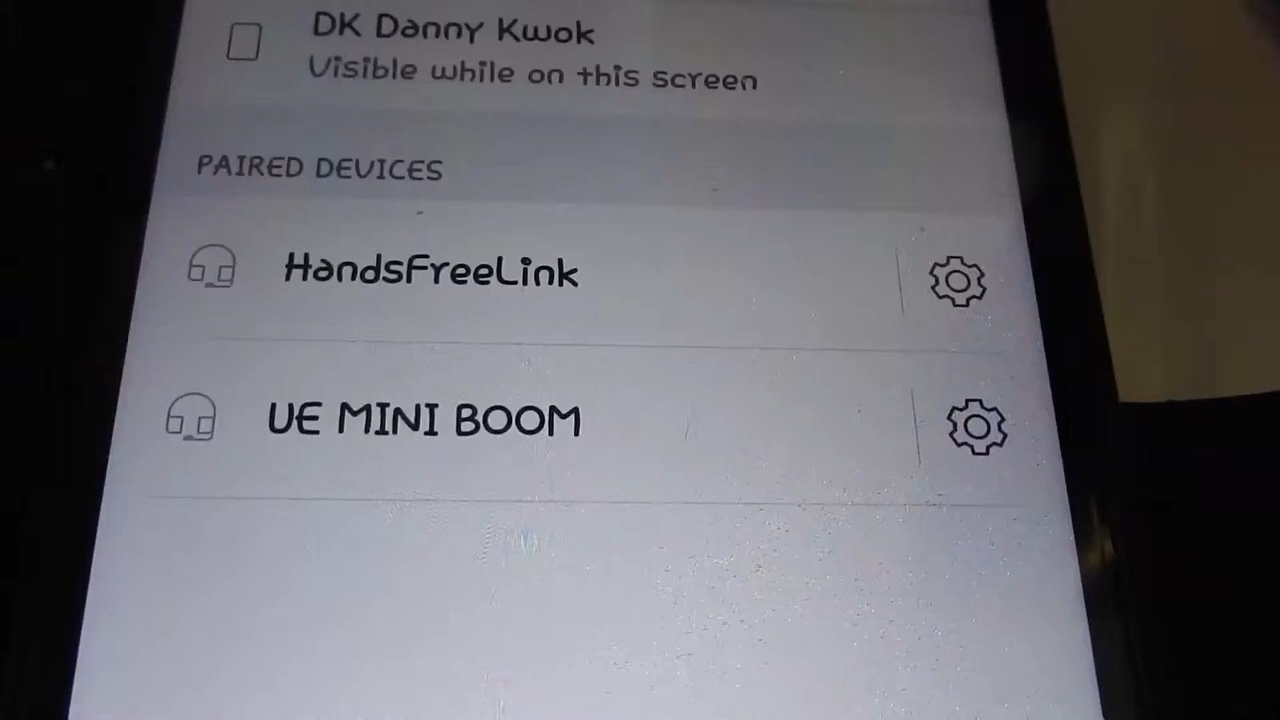 DK Danny Kwok
Visible while on this screen
PAIRED DEVICES
HandsFreeLink
UE MINI BOOM